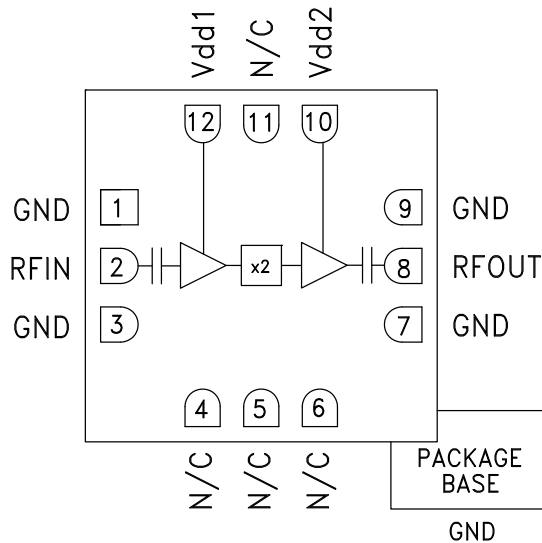 Vdd1
N/C
Vdd2
12
11
10
GND
1
9
GND
RFIN
2
x2
8
RFOUT
GND
3
7
GND
4
5
6
N/C
N/C
N/C
PACKAGE
BASE
GND